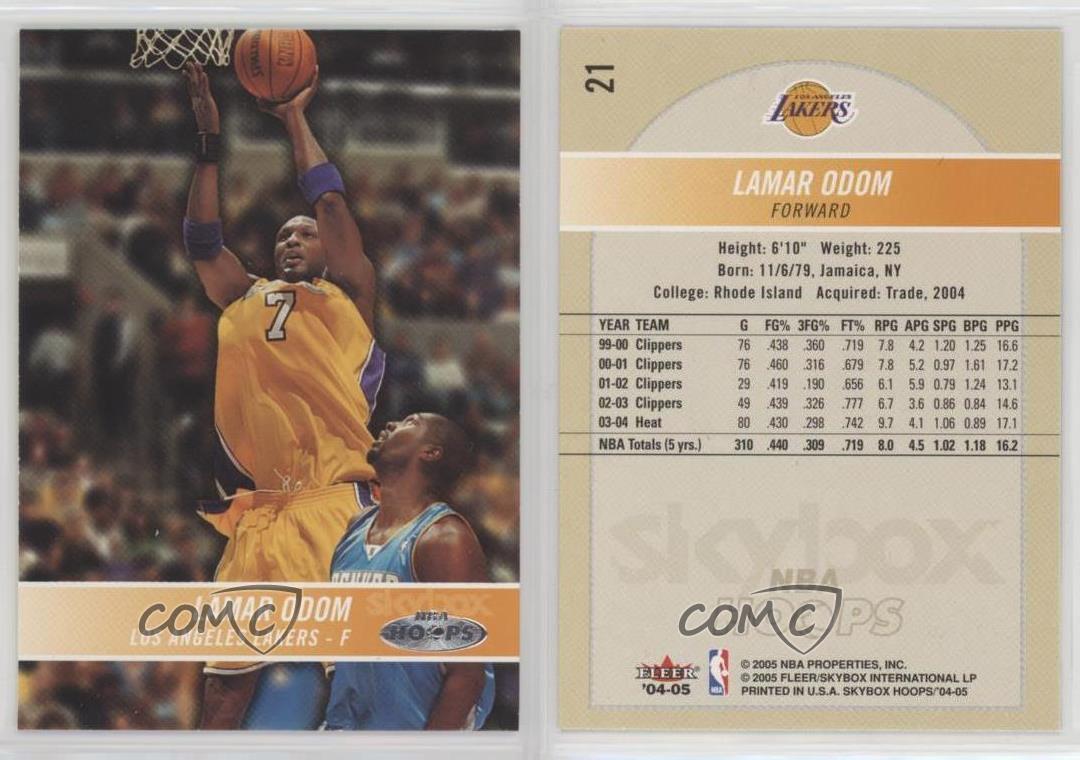 SPALDING
NBA
7
DENVER
LAMAR ODOM
LOS ANGELES LAKERS - F
skybox
NBA
HOOPS
COMC
21
LOS ANGELES
LAKERS
LAMAR ODOM
FORWARD
Height: 6'10" Weight: 225
Born: 11/6/79, Jamaica, NY
College: Rhode Island Acquired: Trade, 2004
YEAR TEAM G FG% 3FG% FT% RPG APG SPG BPG PPG
99-00 Clippers 76 .438 .360 .719 7.8 4.2 1.20 1.25 16.6
00-01 Clippers 76 .460 .316 .679 7.8 5.2 0.97 1.61 17.2
01-02 Clippers 29 .419 .190 .656 6.1 5.9 0.79 1.24 13.1
02-03 Clippers 49 .439 .326 .777 6.7 3.6 0.86 0.84 14.6
03-04 Heat 80 .430 .298 .742 9.7 4.1 1.06 0.89 17.1
NBA Totals (5 yrs.) 310 .440 .309 .719 8.0 4.5 1.02 1.18 16.2
skybox
NBA
HOOPS
COMC
FLEER
'04-05
NBA
© 2005 NBA PROPERTIES, INC.
© 2005 FLEER/SKYBOX INTERNATIONAL LP
PRINTED IN U.S.A. SKYBOX HOOPS/'04-05